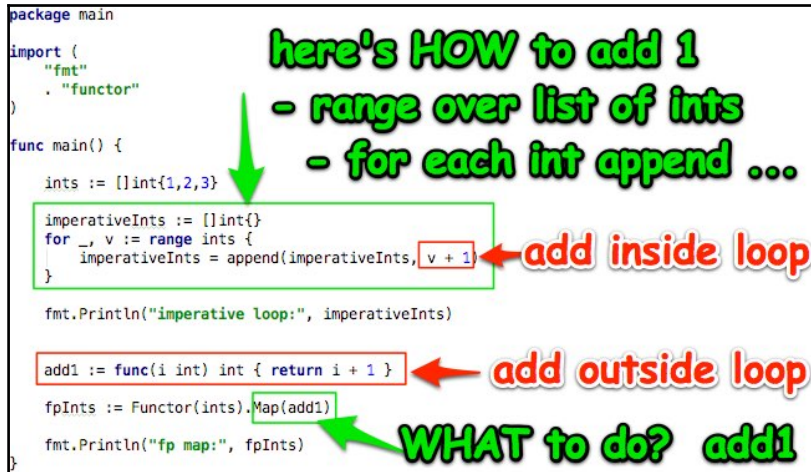 package main
import (
"fmt"
. "functor"
)
func main() {
ints := []int{1,2,3}
imperativeInts := []int{}
for _, v := range ints {
imperativeInts = append(imperativeInts, v + 1)
}
fmt.Println("imperative loop:", imperativeInts)
add1 := func(i int) int { return i + 1 }
fpInts := Functor(ints).Map(add1)
fmt.Println("fp map:", fpInts)
}
here's HOW to add 1
- range over list of ints
- for each int append ...
add inside loop
add outside loop
WHAT to do? add1